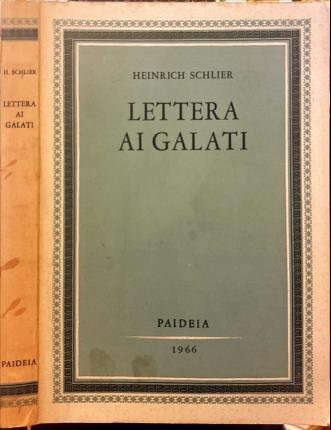 H. SCHLIER
LETTERA
AI
GALATI
PAIDEIA
HEINRICH SCHLIER
LETTERA
AI GALATI
PAIDEIA
1966